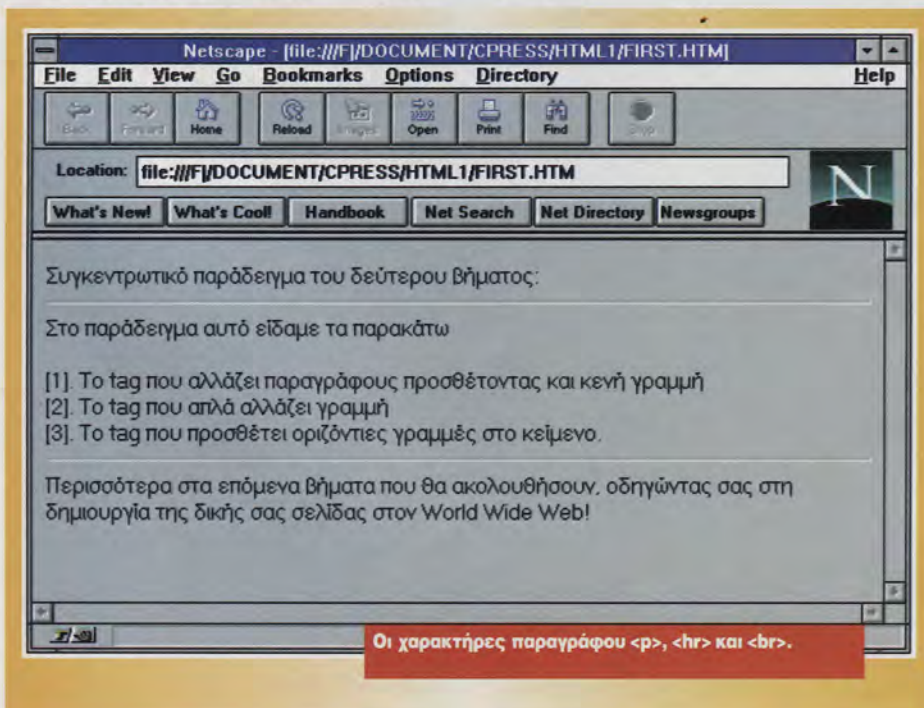 Netscape - [file:///F|/DOCUMENT/CPRESS/HTML1/FIRST.HTM]
File Edit View Go Bookmarks Options Directory Help
Back Forward Home Reload Images Open Print Find Stop
Location: file:///F|/DOCUMENT/CPRESS/HTML1/FIRST.HTM
N
What's New! What's Cool! Handbook Net Search Net Directory Newsgroups
Συγκεντρωτικό παράδειγμα του δεύτερου βήματος:
Στο παράδειγμα αυτό είδαμε τα παρακάτω
[1]. Το tag που αλλάζει παραγράφους προσθέτοντας και κενή γραμμή
[2]. Το tag που απλά αλλάζει γραμμή
[3]. Το tag που προσθέτει οριζόντιες γραμμές στο κείμενο.
Περισσότερα στα επόμενα βήματα που θα ακολουθήσουν, οδηγώντας σας στη
δημιουργία της δικής σας σελίδας στον World Wide Web!
Οι χαρακτήρες παραγράφου <p>, <hr> και <br>.